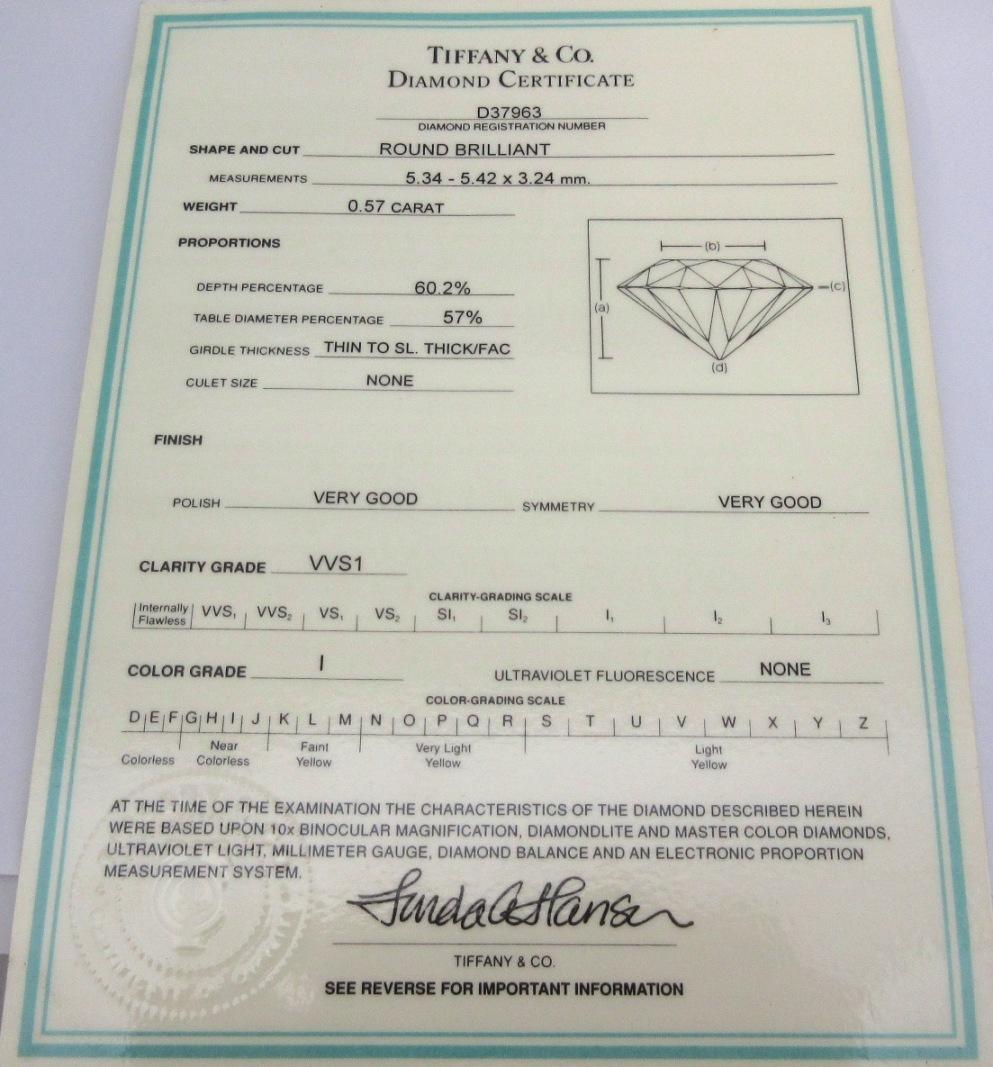 TIFFANY & CO.
DIAMOND CERTIFICATE
D37963
DIAMOND REGISTRATION NUMBER
SHAPE AND CUT ROUND BRILLIANT
MEASUREMENTS 5.34 - 5.42 x 3.24 mm.
WEIGHT 0.57 CARAT
PROPORTIONS
DEPTH PERCENTAGE 60.2%
TABLE DIAMETER PERCENTAGE 57%
GIRDLE THICKNESS THIN TO SL. THICK/FAC
CULET SIZE NONE
(b)
(c)
(a)
(d)
FINISH
POLISH VERY GOOD SYMMETRY VERY GOOD
CLARITY GRADE VVS1
CLARITY-GRADING SCALE
Internally Flawless VVS₁ VVS₂ VS₁ VS₂ SI₁ SI₂ I₁ I₂ I₃
COLOR GRADE I ULTRAVIOLET FLUORESCENCE NONE
COLOR-GRADING SCALE
D E F G H I J K L M N O P Q R S T U V W X Y Z
Colorless Near Colorless Faint Yellow Very Light Yellow Light Yellow
AT THE TIME OF THE EXAMINATION THE CHARACTERISTICS OF THE DIAMOND DESCRIBED HEREIN
WERE BASED UPON 10x BINOCULAR MAGNIFICATION, DIAMONDLITE AND MASTER COLOR DIAMONDS,
ULTRAVIOLET LIGHT, MILLIMETER GAUGE, DIAMOND BALANCE AND AN ELECTRONIC PROPORTION
MEASUREMENT SYSTEM.
TIFFANY & CO.
SEE REVERSE FOR IMPORTANT INFORMATION